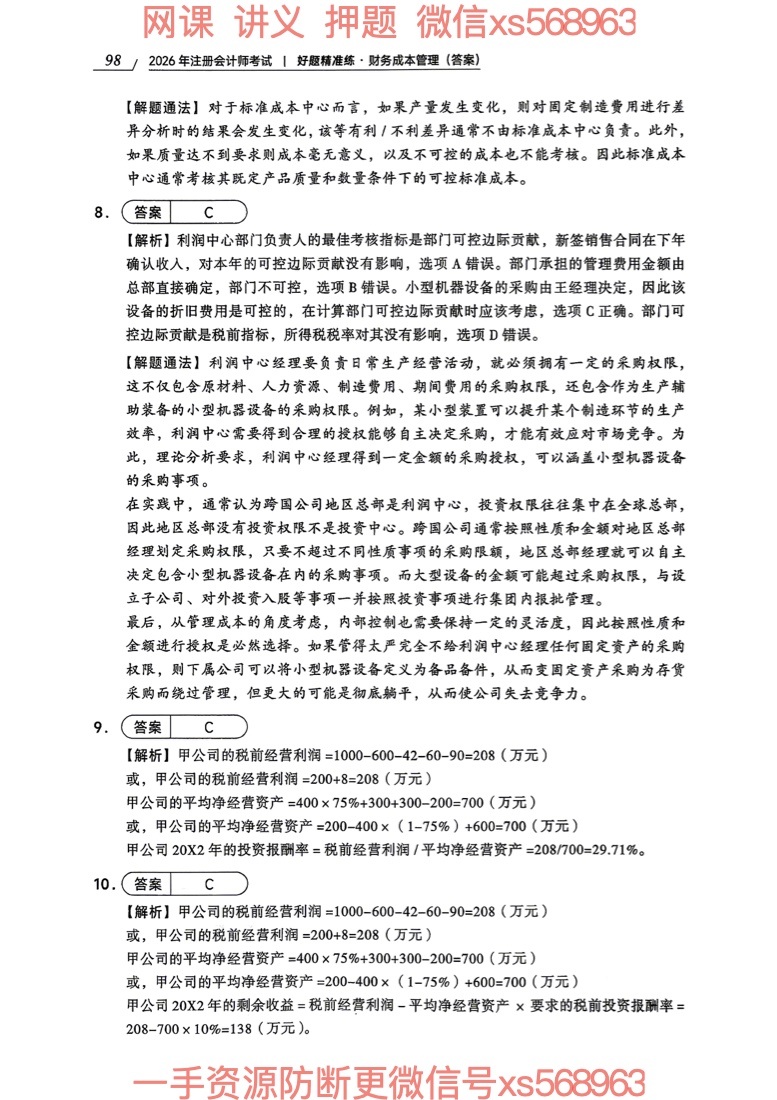 网课 讲义 押题 微信xs568963
98 / 2026年注册会计师考试 | 好题精准练·财务成本管理（答案）
【解题通法】对于标准成本中心而言，如果产量发生变化，则对固定制造费用进行差
异分析时的结果会发生变化，该等有利/不利差异通常不由标准成本中心负责。此外，
如果质量达不到要求则成本毫无意义，以及不可控的成本也不能考核。因此标准成本
中心通常考核其既定产品质量和数量条件下的可控标准成本。
8. 答案 C
【解析】利润中心部门负责人的最佳考核指标是部门可控边际贡献，新签销售合同在下年
确认收入，对本年的可控边际贡献没有影响，选项 A 错误。部门承担的管理费用金额由
总部直接确定，部门不可控，选项 B 错误。小型机器设备的采购由王经理决定，因此该
设备的折旧费用是可控的，在计算部门可控边际贡献时应该考虑，选项 C 正确。部门可
控边际贡献是税前指标，所得税税率对其没有影响，选项 D 错误。
【解题通法】利润中心经理要负责日常生产经营活动，就必须拥有一定的采购权限，
这不仅包含原材料、人力资源、制造费用、期间费用的采购权限，还包含作为生产辅
助装备的小型机器设备的采购权限。例如，某小型装置可以提升某个制造环节的生产
效率，利润中心需要得到合理的授权能够自主决定采购，才能有效应对市场竞争。为
此，理论分析要求，利润中心经理得到一定金额的采购授权，可以涵盖小型机器设备
的采购事项。
在实践中，通常认为跨国公司地区总部是利润中心，投资权限往往集中在全球总部，
因此地区总部没有投资权限不是投资中心。跨国公司通常按照性质和金额对地区总部
经理划定采购权限，只要不超过不同性质事项的采购限额，地区总部经理就可以自主
决定包含小型机器设备在内的采购事项。而大型设备的金额可能超过采购权限，与设
立子公司、对外投资入股等事项一并按照投资事项进行集团内报批管理。
最后，从管理成本的角度考虑，内部控制也需要保持一定的灵活度，因此按照性质和
金额进行授权是必然选择。如果管得太严完全不给利润中心经理任何固定资产的采购
权限，则下属公司可以将小型机器设备定义为备品备件，从而变固定资产采购为存货
采购而绕过管理，但更大的可能是彻底躺平，从而使公司失去竞争力。
9. 答案 C
【解析】甲公司的税前经营利润=1000-600-42-60-90=208（万元）
或，甲公司的税前经营利润=200+8=208（万元）
甲公司的平均净经营资产=400×75%+300+300-200=700（万元）
或，甲公司的平均净经营资产=200-400×（1-75%）+600=700（万元）
甲公司 20X2 年的投资报酬率=税前经营利润/平均净经营资产=208/700=29.71%。
10. 答案 C
【解析】甲公司的税前经营利润=1000-600-42-60-90=208（万元）
或，甲公司的税前经营利润=200+8=208（万元）
甲公司的平均净经营资产=400×75%+300+300-200=700（万元）
或，甲公司的平均净经营资产=200-400×（1-75%）+600=700（万元）
甲公司 20X2 年的剩余收益=税前经营利润-平均净经营资产 × 要求的税前投资报酬率=
208-700×10%=138（万元）。
一手资源防断更微信号xs568963